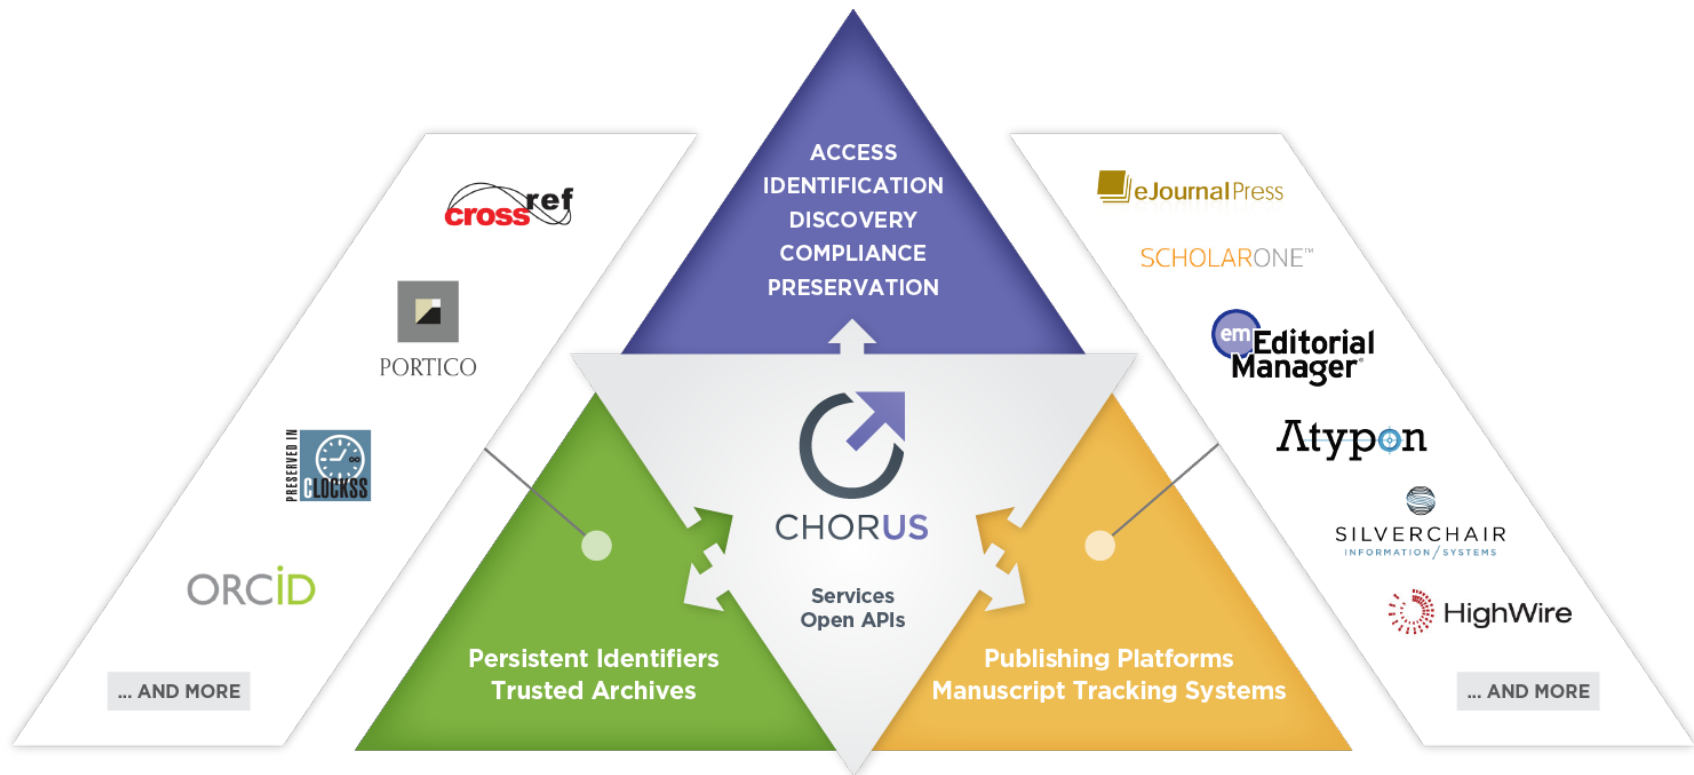 crossref
PORTICO
PRESERVED IN
CLOCKSS
ORCiD
... AND MORE
ACCESS
IDENTIFICATION
DISCOVERY
COMPLIANCE
PRESERVATION
CHORUS
Services
Open APIs
Persistent Identifiers
Trusted Archives
Publishing Platforms
Manuscript Tracking Systems
eJournalPress
SCHOLARONE™
em Editorial
Manager®
Atypon
SILVERCHAIR
INFORMATION/SYSTEMS
HighWire
... AND MORE